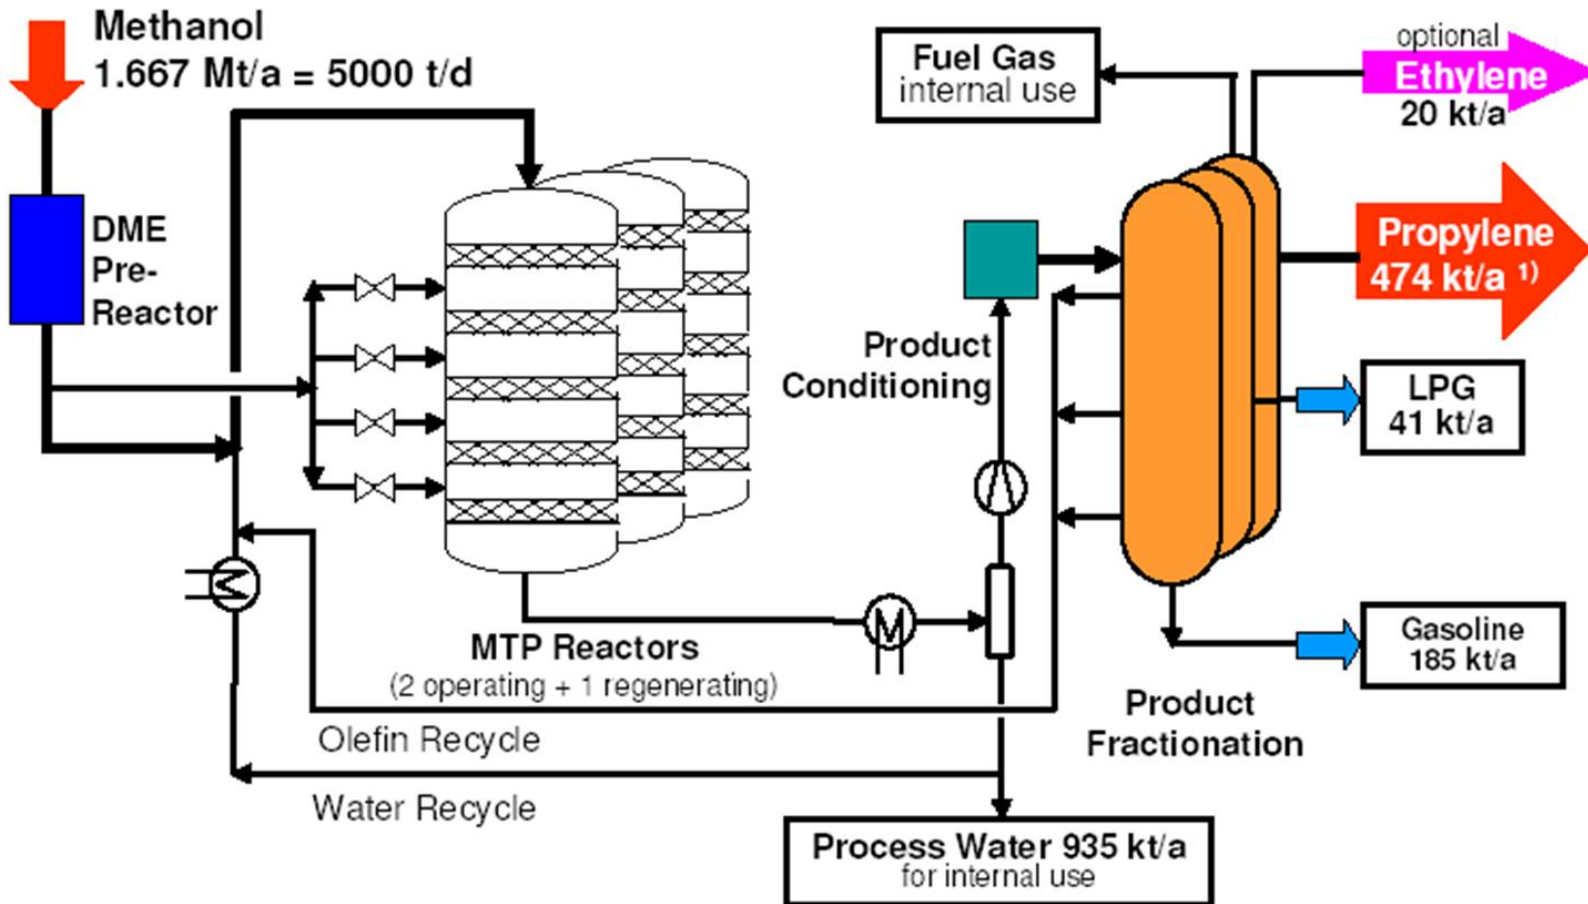 Methanol
1.667 Mt/a = 5000 t/d
DME
Pre-
Reactor
Fuel Gas
internal use
optional
Ethylene
20 kt/a
Propylene
474 kt/a 1)
Product
Conditioning
LPG
41 kt/a
MTP Reactors
(2 operating + 1 regenerating)
Gasoline
185 kt/a
Product
Fractionation
Olefin Recycle
Water Recycle
Process Water 935 kt/a
for internal use